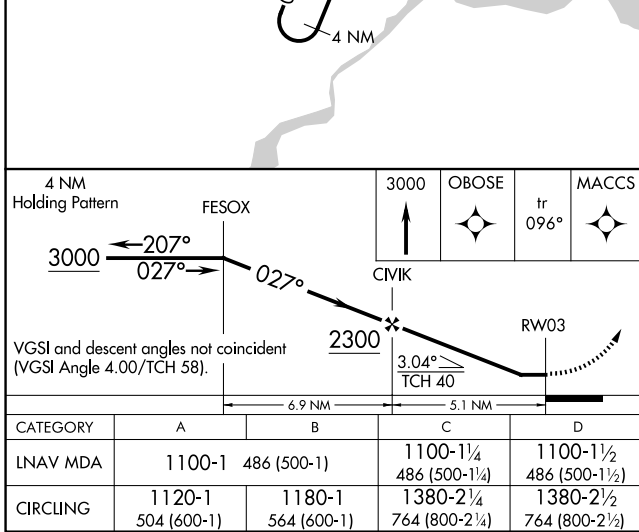 4 NM
4 NM
Holding Pattern
FESOX
3000
OBOSE
tr
096°
MACCS
3000
207°
027°
027°
CIVIK
2300
RW03
VGSI and descent angles not coincident
(VGSI Angle 4.00/TCH 58).
3.04°
TCH 40
6.9 NM
5.1 NM
CATEGORY A B C D
LNAV MDA 1100-1 486 (500-1) 1100-1¼ 1100-1½
486 (500-1¼) 486 (500-1½)
CIRCLING 1120-1 1180-1 1380-2¼ 1380-2½
504 (600-1) 564 (600-1) 764 (800-2¼) 764 (800-2½)